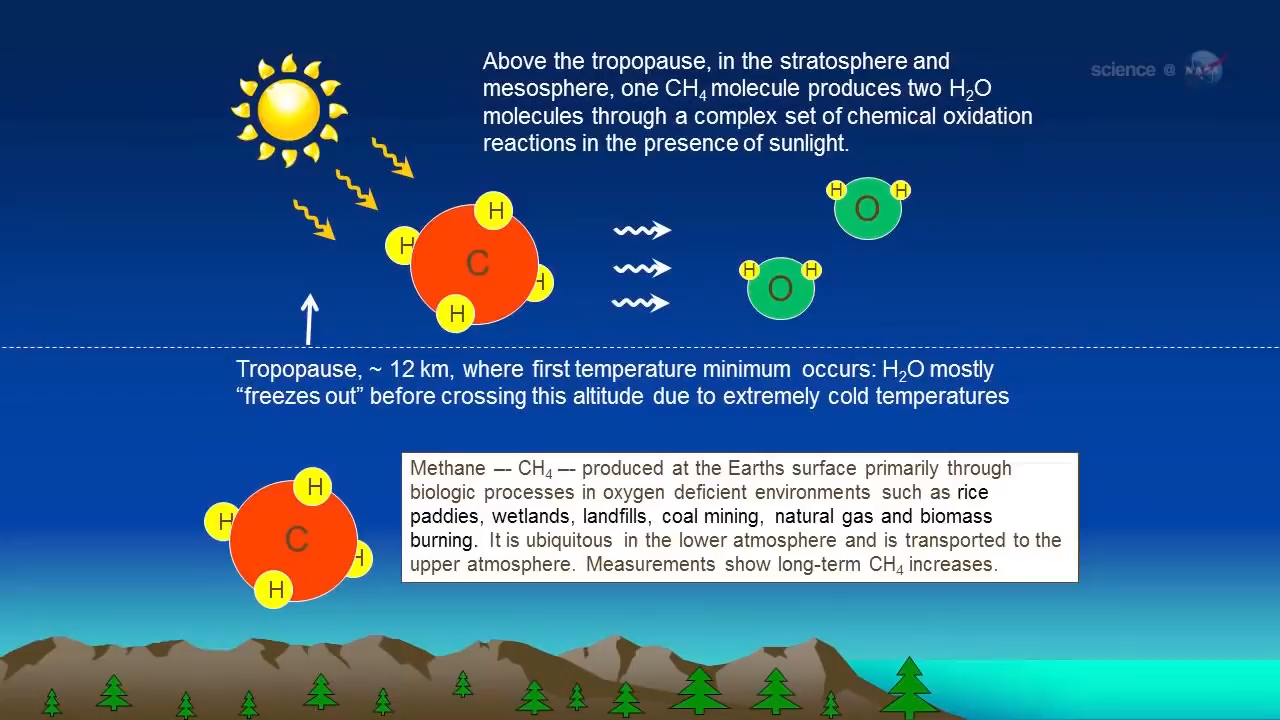 Above the tropopause, in the stratosphere and
mesosphere, one CH₄ molecule produces two H₂O
molecules through a complex set of chemical oxidation
reactions in the presence of sunlight.
science @ NASA
H
H
C
H
H
H
H
O
H
H
O
Tropopause, ~ 12 km, where first temperature minimum occurs: H₂O mostly
“freezes out” before crossing this altitude due to extremely cold temperatures
H
H
C
H
H
Methane –- CH₄ –- produced at the Earths surface primarily through
biologic processes in oxygen deficient environments such as rice
paddies, wetlands, landfills, coal mining, natural gas and biomass
burning. It is ubiquitous in the lower atmosphere and is transported to the
upper atmosphere. Measurements show long-term CH₄ increases.